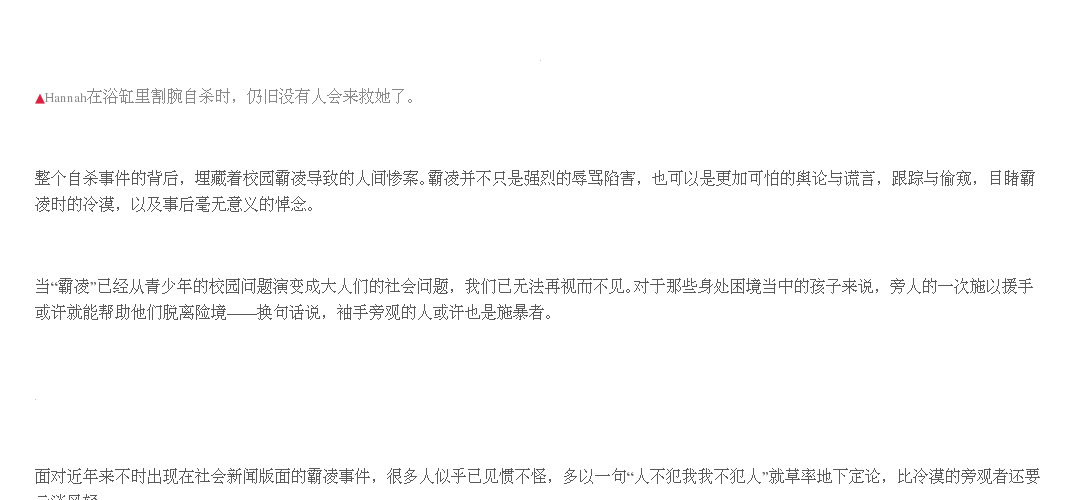 ▲Hannah在浴缸里割腕自杀时，仍旧没有人会来救她了。
整个自杀事件的背后，埋藏着校园霸凌导致的人间惨案。霸凌并不只是强烈的辱骂陷害，也可以是更加可怕的舆论与谎言，跟踪与偷窥，目睹霸
凌时的冷漠，以及事后毫无意义的悼念。
当“霸凌”已经从青少年的校园问题演变成大人们的社会问题，我们已无法再视而不见。对于那些身处困境当中的孩子来说，旁人的一次施以援手
或许就能帮助他们脱离险境——换句话说，袖手旁观的人或许也是施暴者。
面对近年来不时出现在社会新闻版面的霸凌事件，很多人似乎已见惯不怪，多以一句“人不犯我我不犯人”就草率地下定论，比冷漠的旁观者还要